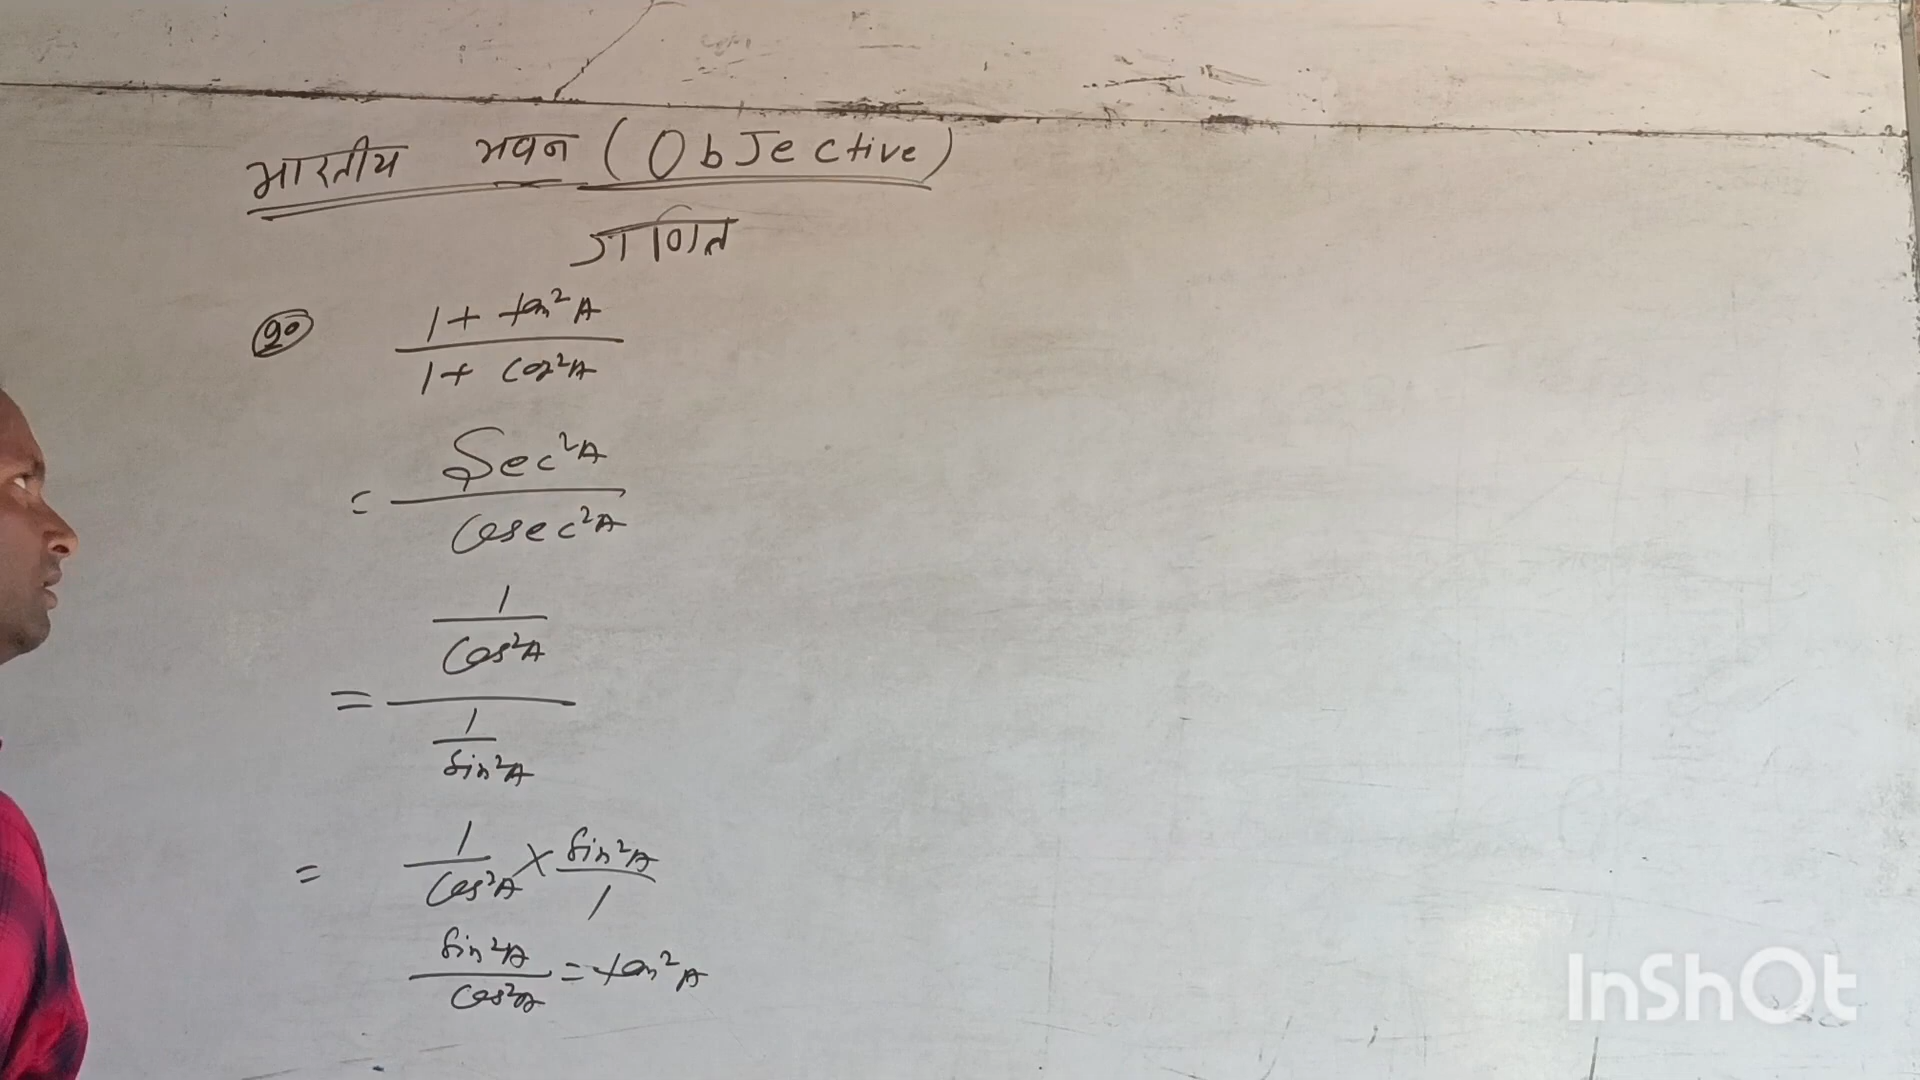 भारतीय भवन (Objective)
गणित
20 1 + tan²A / 1 + cot²A
= Sec²A / Cosec²A
= 1/Cos²A / 1/Sin²A
= 1/Cos²A × Sin²A/1
Sin²A/Cos²A = tan²A
InShOt